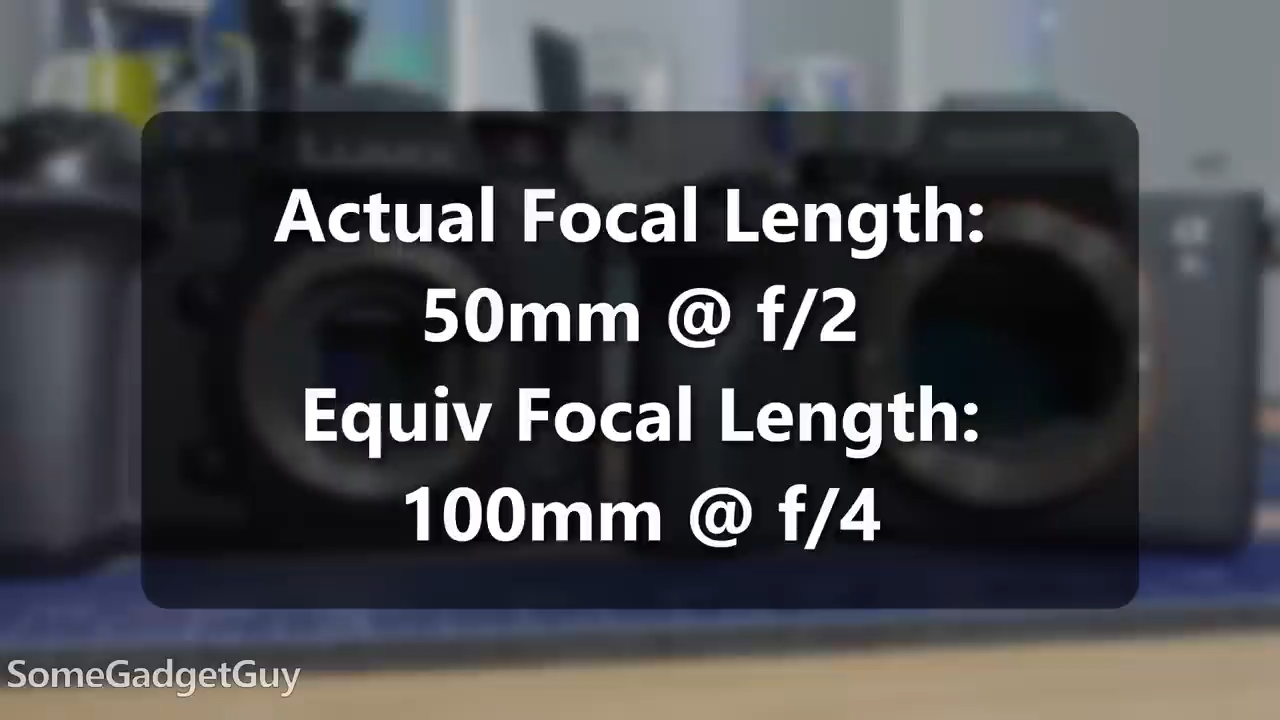 Actual Focal Length:
50mm @ f/2
Equiv Focal Length:
100mm @ f/4
SomeGadgetGuy